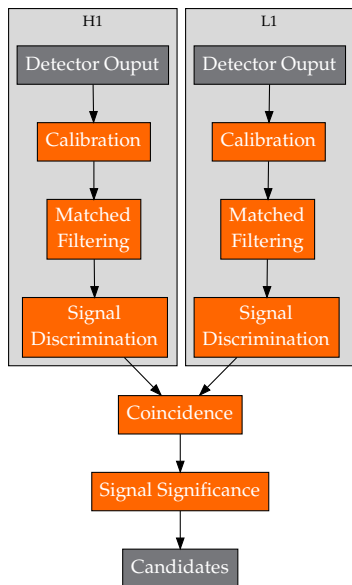 H1
Detector Ouput
Calibration
Matched
Filtering
Signal
Discrimination
L1
Detector Ouput
Calibration
Matched
Filtering
Signal
Discrimination
Coincidence
Signal Significance
Candidates